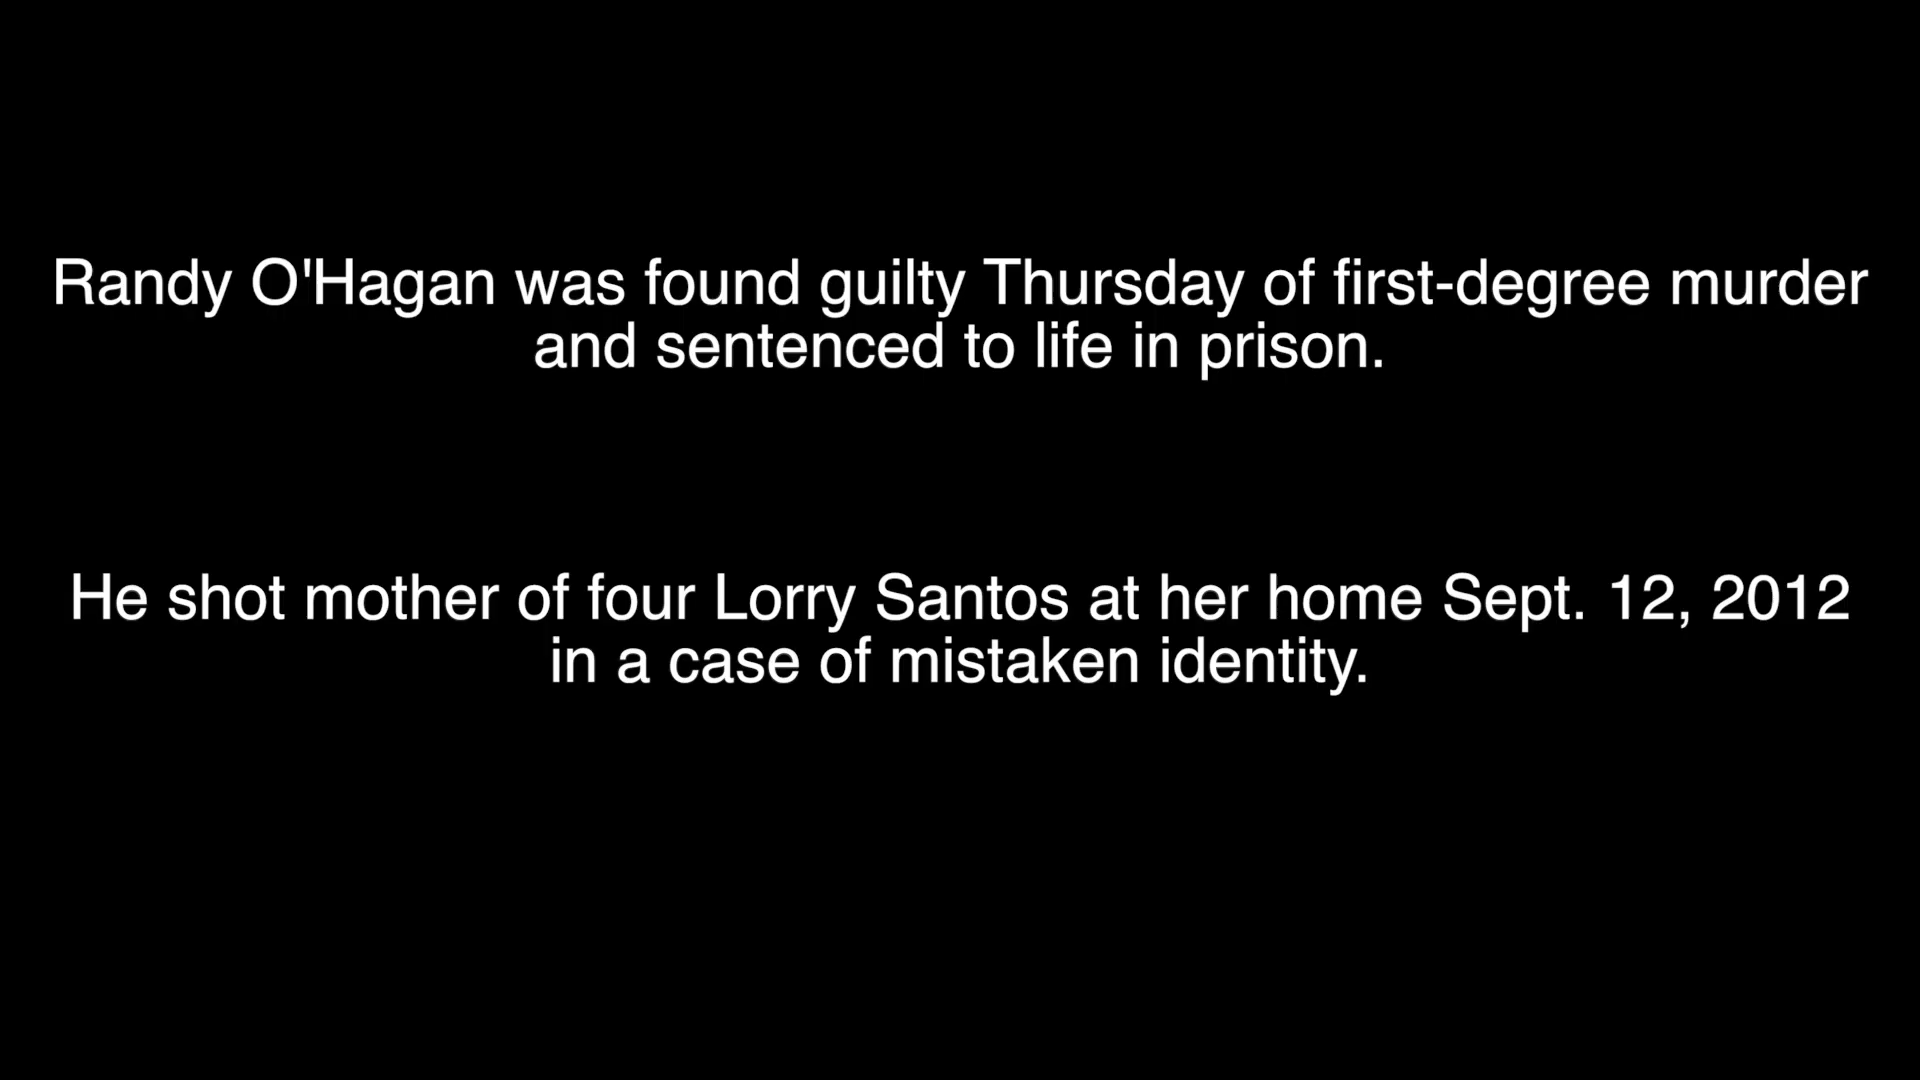 Randy O'Hagan was found guilty Thursday of first-degree murder
and sentenced to life in prison.
He shot mother of four Lorry Santos at her home Sept. 12, 2012
in a case of mistaken identity.